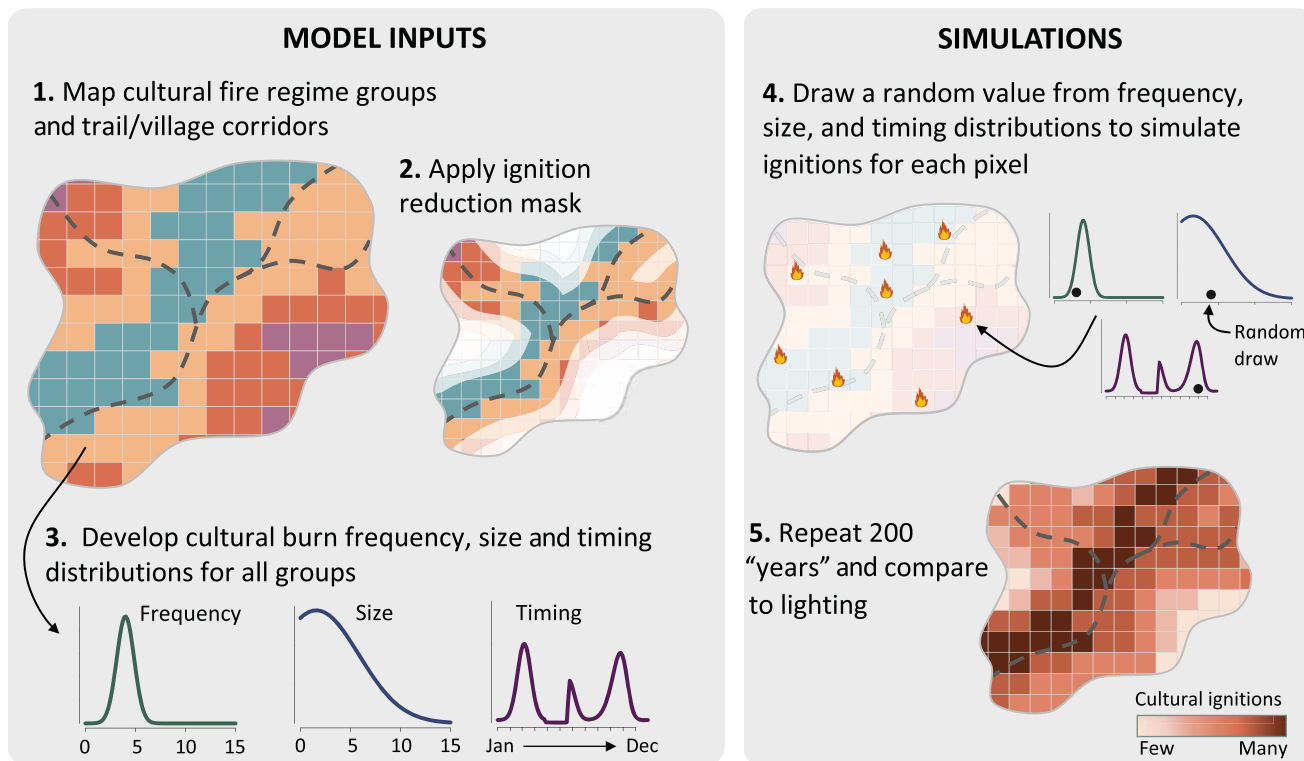 MODEL INPUTS
1. Map cultural fire regime groups
and trail/village corridors
2. Apply ignition
reduction mask
3. Develop cultural burn frequency, size and timing
distributions for all groups
Frequency
0 5 10 15
Size
0 5 10 15
Timing
Jan Dec
SIMULATIONS
4. Draw a random value from frequency,
size, and timing distributions to simulate
ignitions for each pixel
Random
draw
5. Repeat 200
“years” and compare
to lighting
Cultural ignitions
Few Many